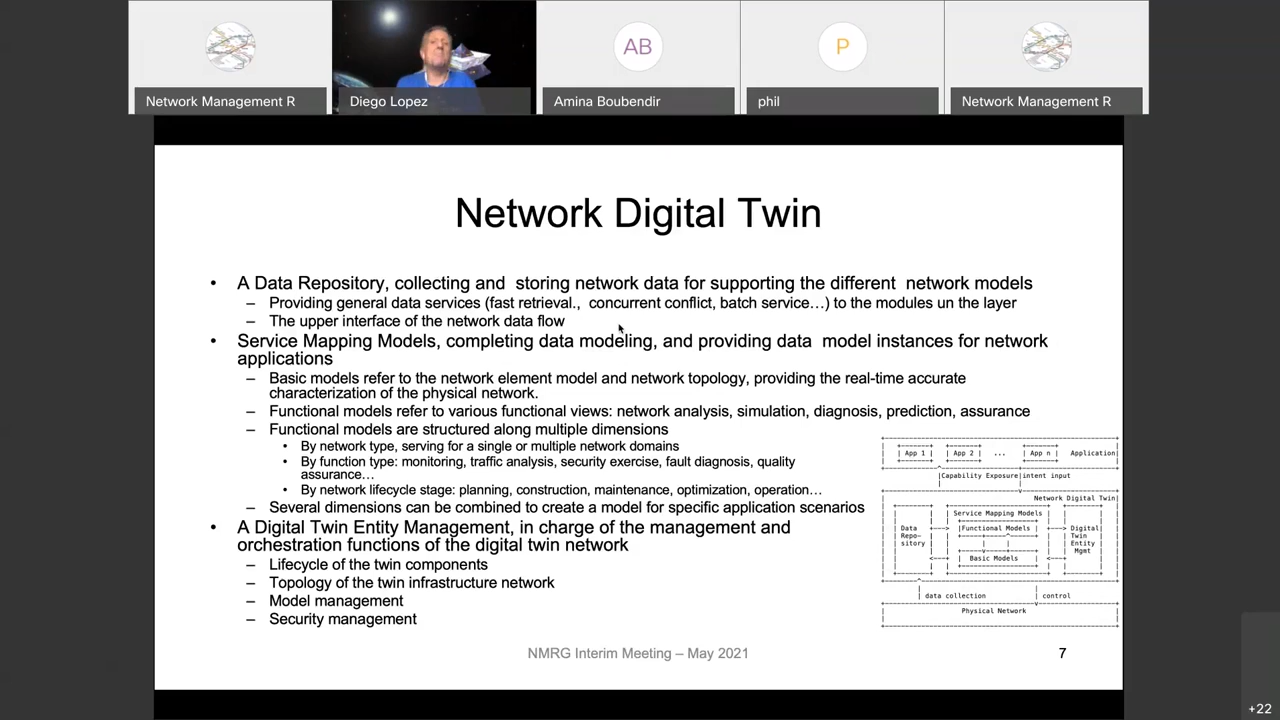 AB
P
Network Management R
Diego Lopez
Amina Boubendir
phil
Network Management R
Network Digital Twin
• A Data Repository, collecting and storing network data for supporting the different network models
– Providing general data services (fast retrieval., concurrent conflict, batch service…) to the modules un the layer
– The upper interface of the network data flow
• Service Mapping Models, completing data modeling, and providing data model instances for network
applications
– Basic models refer to the network element model and network topology, providing the real-time accurate
characterization of the physical network.
– Functional models refer to various functional views: network analysis, simulation, diagnosis, prediction, assurance
– Functional models are structured along multiple dimensions
• By network type, serving for a single or multiple network domains
• By function type: monitoring, traffic analysis, security exercise, fault diagnosis, quality
assurance…
• By network lifecycle stage: planning, construction, maintenance, optimization, operation…
– Several dimensions can be combined to create a model for specific application scenarios
• A Digital Twin Entity Management, in charge of the management and
orchestration functions of the digital twin network
– Lifecycle of the twin components
– Topology of the twin infrastructure network
– Model management
– Security management
App 1 App 2 ... App n Application
Capability Exposure intent input
Network Digital Twin
Service Mapping Models
Data Functional Models Digital
Repo- Twin
sitory Entity
Basic Models Mgmt
data collection control
Physical Network
NMRG Interim Meeting – May 2021
7
+22